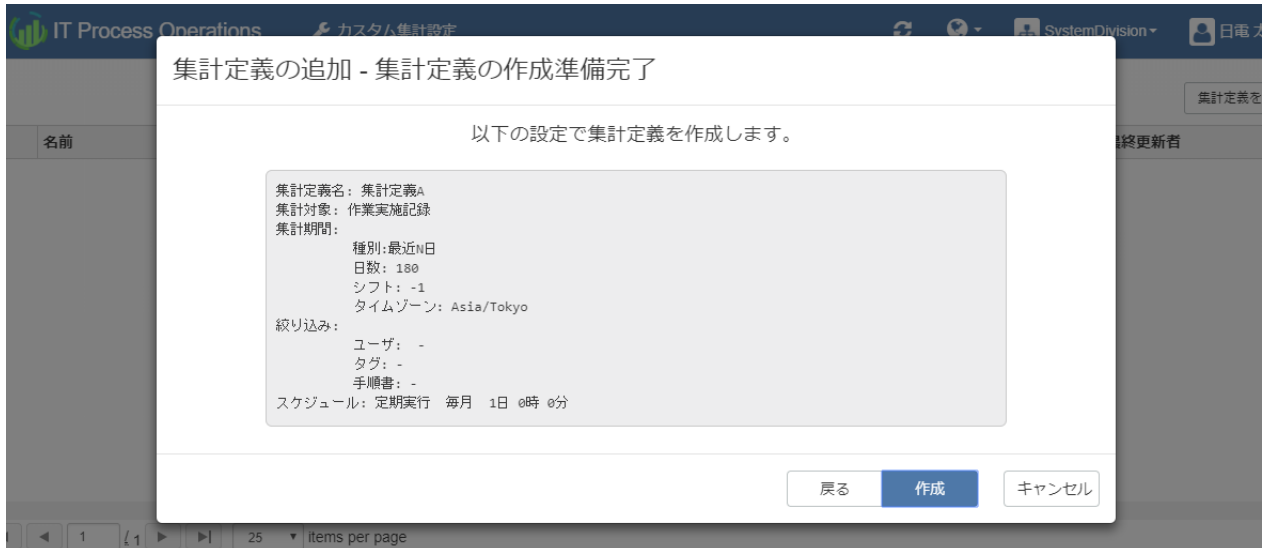 IT Process Operations カスタム集計設定 SystemDivision 日電
集計定義の追加 - 集計定義の作成準備完了
集計定義を
以下の設定で集計定義を作成します。
名前
終更新者
集計定義名: 集計定義A
集計対象: 作業実施記録
集計期間:
種別:最近N日
日数: 180
シフト: -1
タイムゾーン: Asia/Tokyo
絞り込み:
ユーザ: -
タグ: -
手順書: -
スケジュール: 定期実行 毎月 1日 0時 0分
戻る 作成 キャンセル
1 / 1 25 items per page